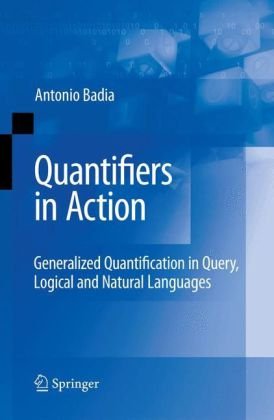 Antonio Badia
Quantifiers
in Action
Generalized Quantification in Query,
Logical and Natural Languages
Springer